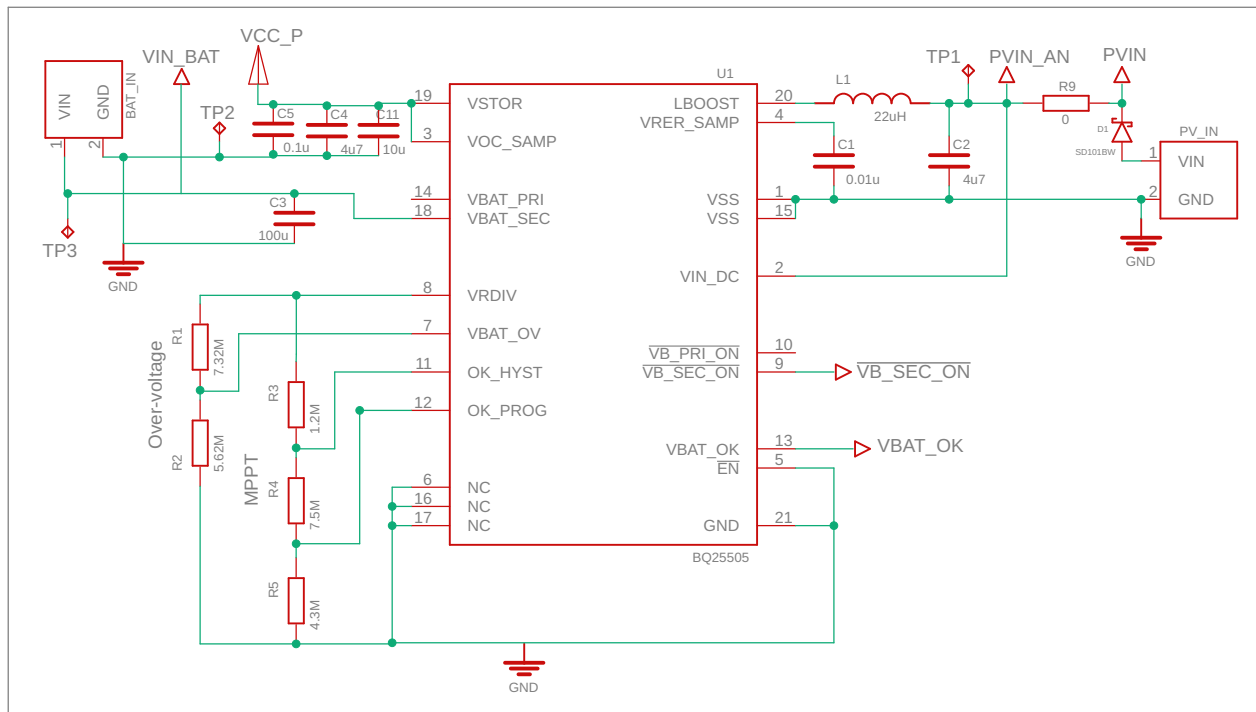 VCC_P
VIN_BAT
TP1
PVIN_AN
PVIN
VIN
GND
BAT_IN
1
2
TP2
C5
0.1u
C4
4u7
C11
10u
U1
19
VSTOR
3
VOC_SAMP
14
VBAT_PRI
18
VBAT_SEC
8
VRDIV
7
VBAT_OV
11
OK_HYST
12
OK_PROG
6
NC
16
NC
17
NC
LBOOST
20
VRER_SAMP
4
VSS
1
VSS
15
VIN_DC
2
VB_PRI_ON
10
VB_SEC_ON
9
VBAT_OK
13
EN
5
GND
21
BQ25505
L1
22uH
R9
0
D1
SD101BW
PV_IN
1
VIN
2
GND
C1
0.01u
C2
4u7
GND
C3
100u
TP3
GND
VB_SEC_ON
VBAT_OK
Over-voltage
R1
7.32M
R2
5.62M
MPPT
R3
1.2M
R4
7.5M
R5
4.3M
GND